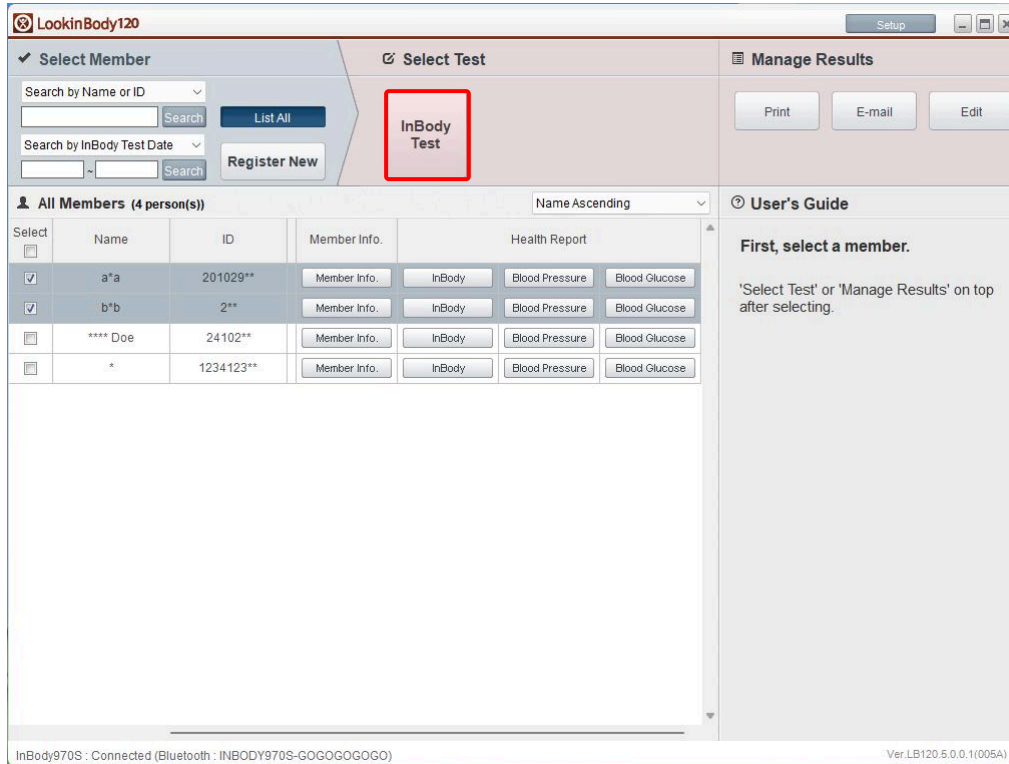 LookinBody120
Setup
Select Member
Select Test
Manage Results
Search by Name or ID
Search
List All
Search by InBody Test Date
~
Search
Register New
InBody
Test
Print
E-mail
Edit
All Members (4 person(s))
Name Ascending
User's Guide
Select
Name
ID
Member Info.
Health Report
First, select a member.
'Select Test' or 'Manage Results' on top
after selecting.
a*a 201029** Member Info. InBody Blood Pressure Blood Glucose
b*b 2** Member Info. InBody Blood Pressure Blood Glucose
**** Doe 24102** Member Info. InBody Blood Pressure Blood Glucose
* 1234123** Member Info. InBody Blood Pressure Blood Glucose
InBody970S : Connected (Bluetooth : INBODY970S-GOGOGOGOGO)
Ver.LB120.5.0.0.1(005A)